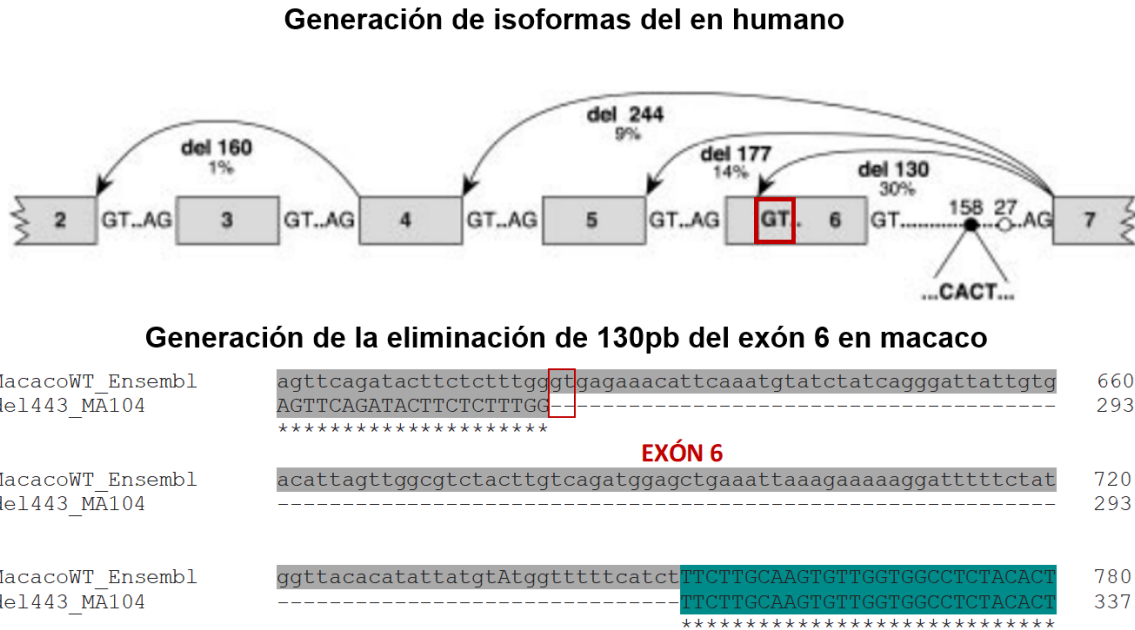 Generación de isoformas del en humano
del 244
9%
del 160
1%
del 177
14%
del 130
30%
158 27
2 GT..AG 3 GT..AG 4 GT..AG 5 GT..AG GT. 6 GT..............AG 7
...CACT...
Generación de la eliminación de 130pb del exón 6 en macaco
MacacoWT_Ensembl agttcagatacttctctttgggtgagaaacattcaaatgtatctatcagggattattgtg 660
del443_MA104 AGTTCAGATACTTCTCTTTGG--------------------------------------- 293
*********************
EXÓN 6
MacacoWT_Ensembl acattagttggcgtctacttgtcagatggagctgaaattaaagaaaaaggatttttctat 720
del443_MA104 ------------------------------------------------------------ 293
MacacoWT_Ensembl ggttacacatattatgtAtggtttttcatctTTCTTGCAAGTGTTGGTGGCCTCTACACT 780
del443_MA104 -------------------------------TTCTTGCAAGTGTTGGTGGCCTCTACACT 337
*****************************